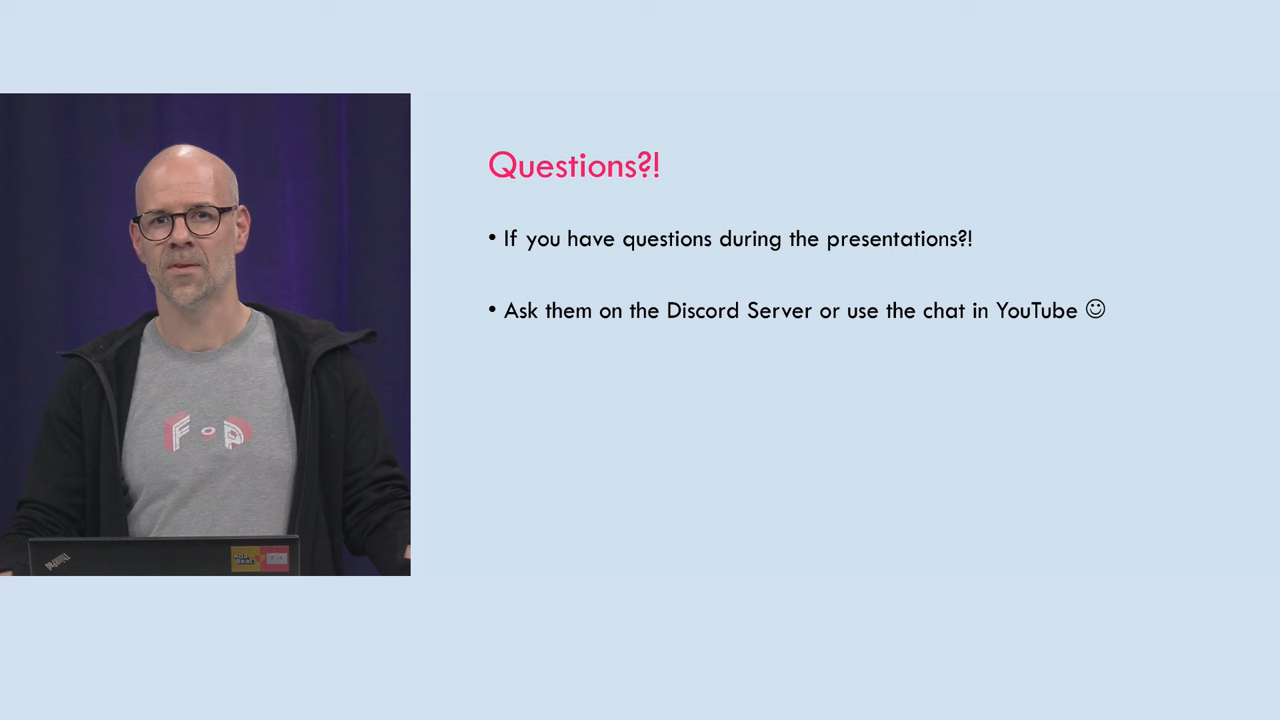 Questions?!
• If you have questions during the presentations?!
• Ask them on the Discord Server or use the chat in YouTube ☺
F o P
ThinkPad